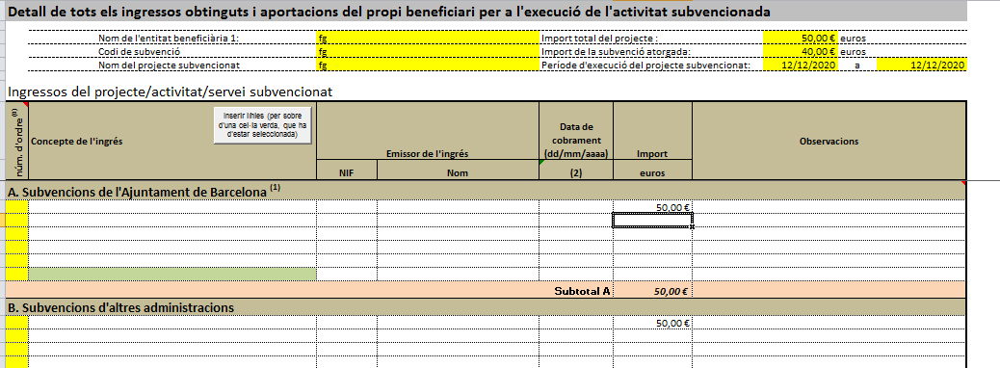 Detall de tots els ingressos obtinguts i aportacions del propi beneficiari per a l'execució de l'activitat subvencionada
Nom de l'entitat beneficiària 1: fg Import total del projecte : 50,00 € euros
Codi de subvenció fg Import de la subvenció atorgada: 40,00 € euros
Nom del projecte subvencionat fg Període d'execució del projecte subvencionat: 12/12/2020 a 12/12/2020
Ingressos del projecte/activitat/servei subvencionat
núm. d'ordre (0)
Concepte de l'ingrés
Inserir línies (per sobre
d'una cel·la verda, que ha
d'estar seleccionada)
Emissor de l'ingrés
NIF Nom
Data de
cobrament
(dd/mm/aaaa)
(2)
Import
euros
Observacions
A. Subvencions de l'Ajuntament de Barcelona (1)
50,00 €
Subtotal A 50,00 €
B. Subvencions d'altres administracions
50,00 €